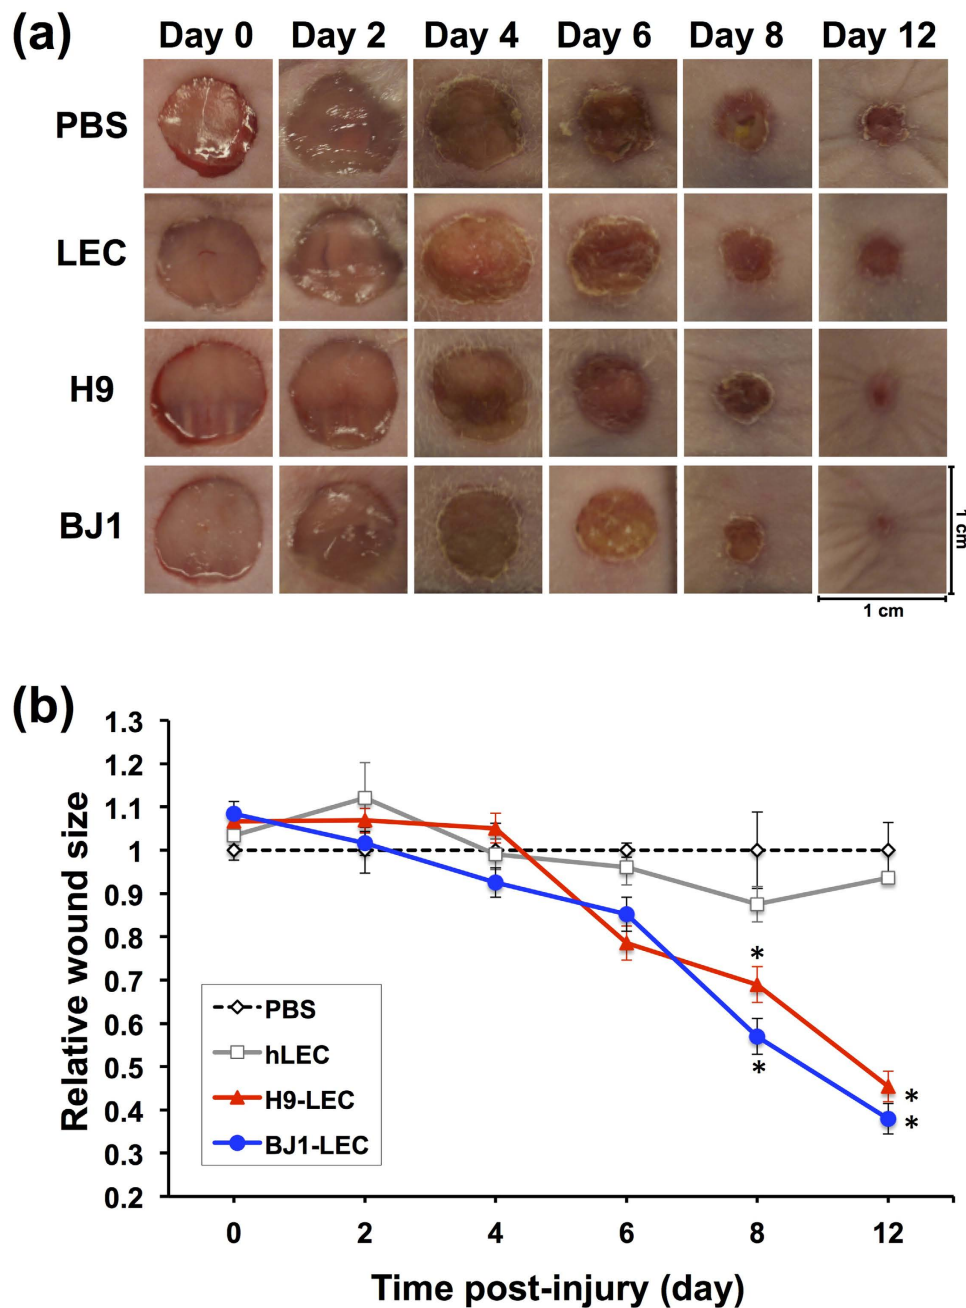 (a)
Day 0 Day 2 Day 4 Day 6 Day 8 Day 12
PBS
LEC
H9
BJ1
1 cm
1 cm
(b)
Relative wound size
1.3
1.2
1.1
1
0.9
0.8
0.7
0.6
0.5
0.4
0.3
0.2
*
*
*
*
PBS
hLEC
H9-LEC
BJ1-LEC
0 2 4 6 8 12
Time post-injury (day)